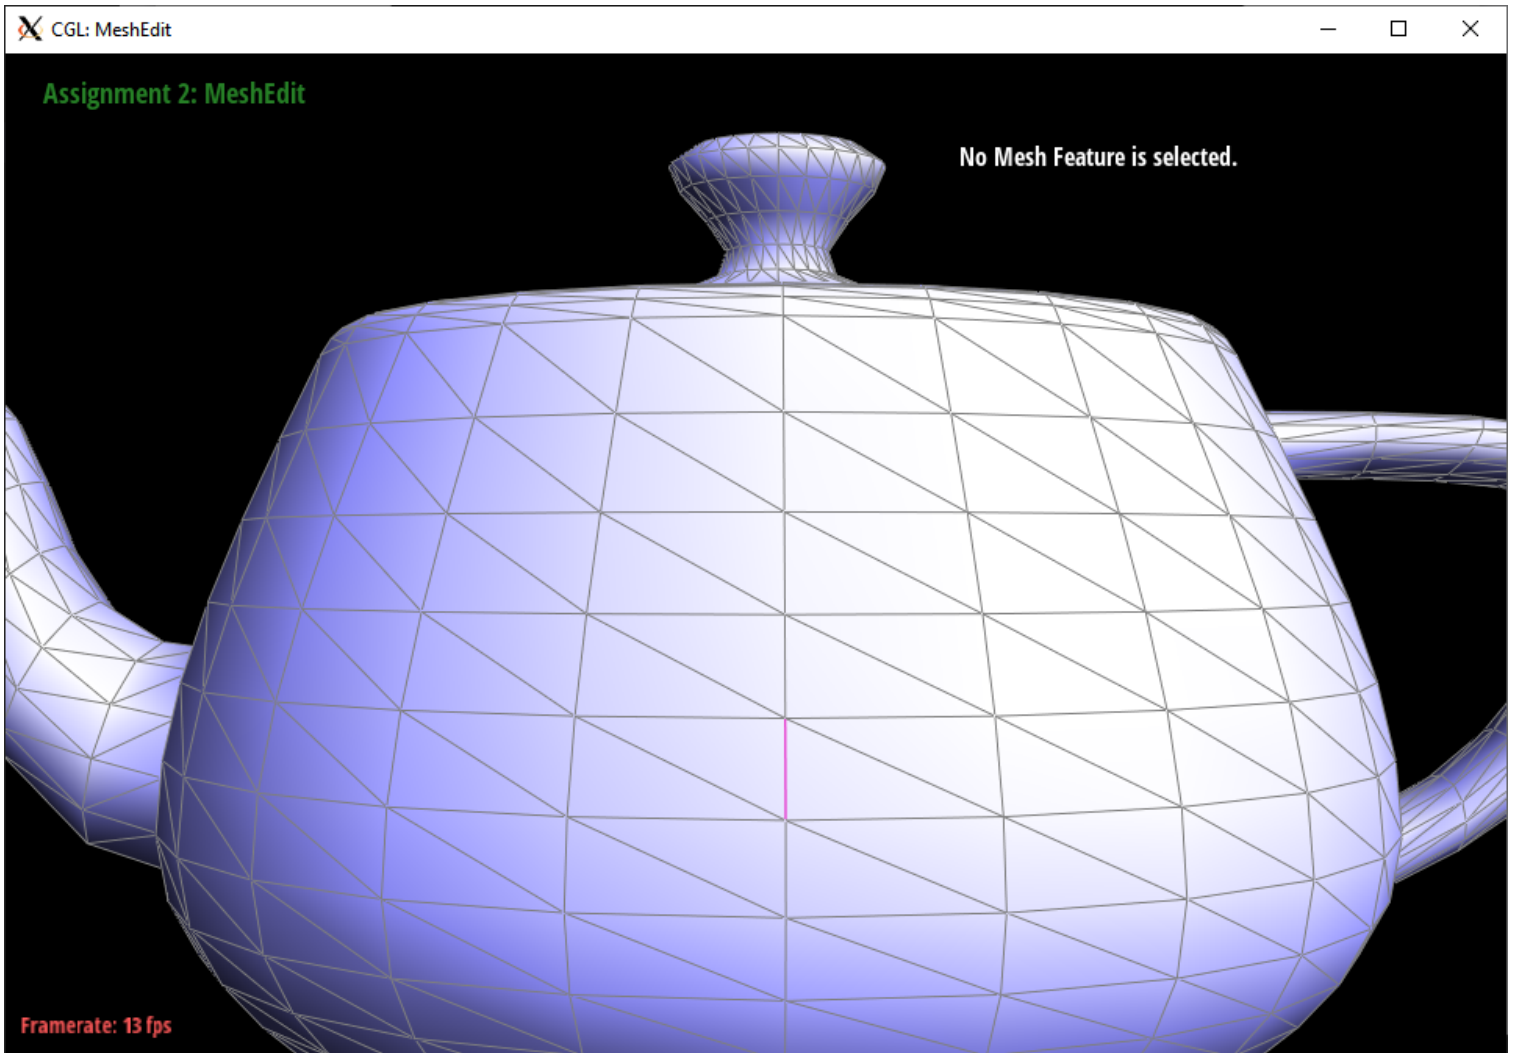 CGL: MeshEdit
Assignment 2: MeshEdit
No Mesh Feature is selected.
Framerate: 13 fps